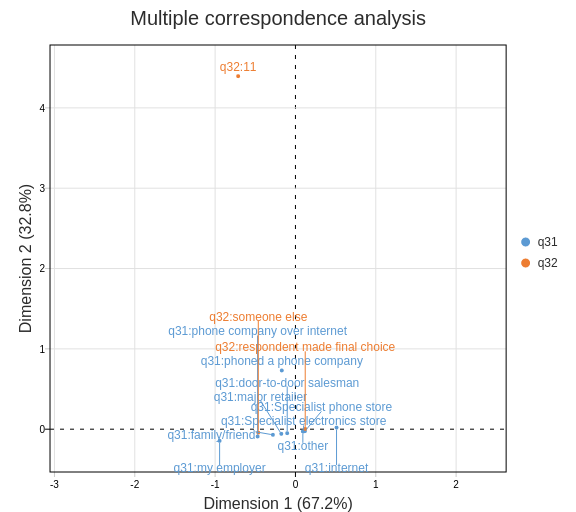 Multiple correspondence analysis
q32:11
4
3
2
1
0
Dimension 2 (32.8%)
q31
q32
q32:someone else
q31:phone company over internet
q32:respondent made final choice
q31:phoned a phone company
q31:door-to-door salesman
q31:major retailer
q31:Specialist phone store
q31:Specialist electronics store
q31:family/friend
q31:other
q31:my employer
q31:internet
-3 -2 -1 0 1 2
Dimension 1 (67.2%)